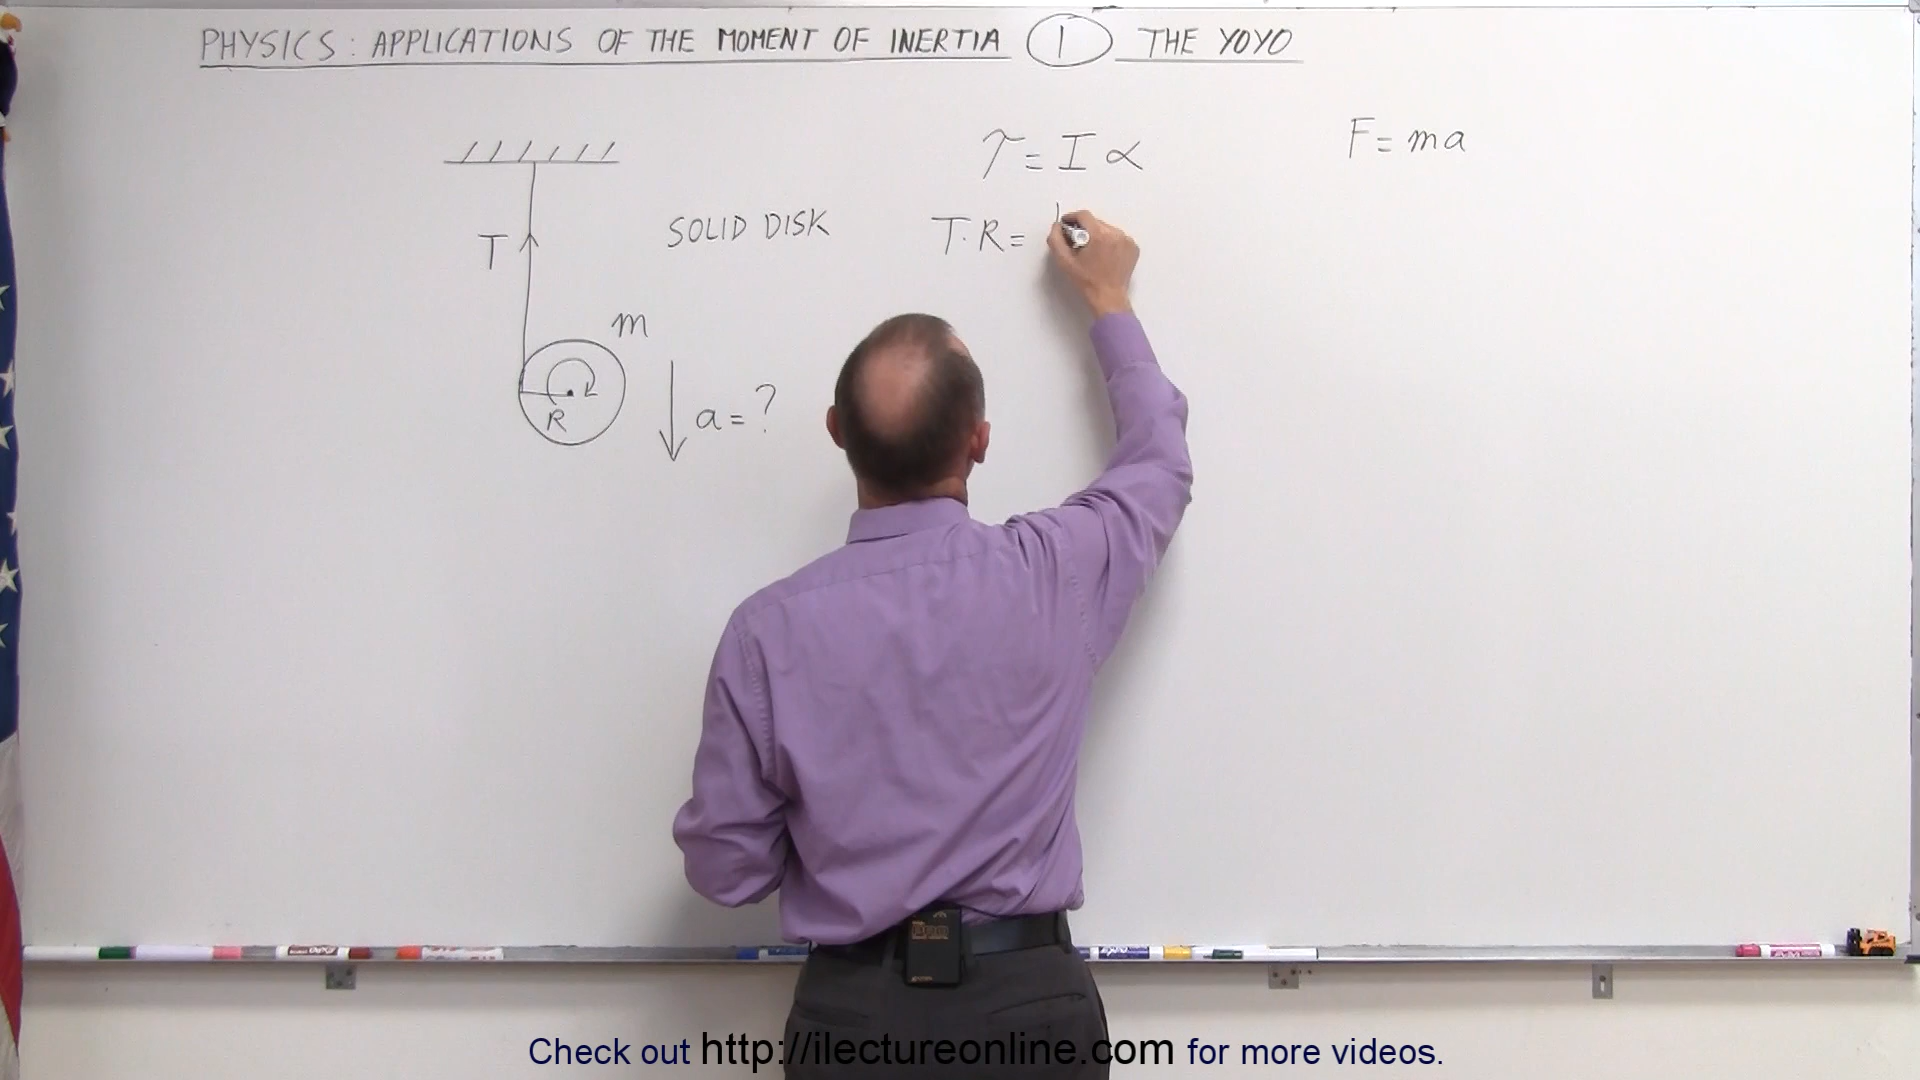 PHYSICS: APPLICATIONS OF THE MOMENT OF INERTIA 1 THE YOYO
τ = I α
F = ma
T
SOLID DISK
T·R =
m
R
a = ?
Check out http://ilectureonline.com for more videos.